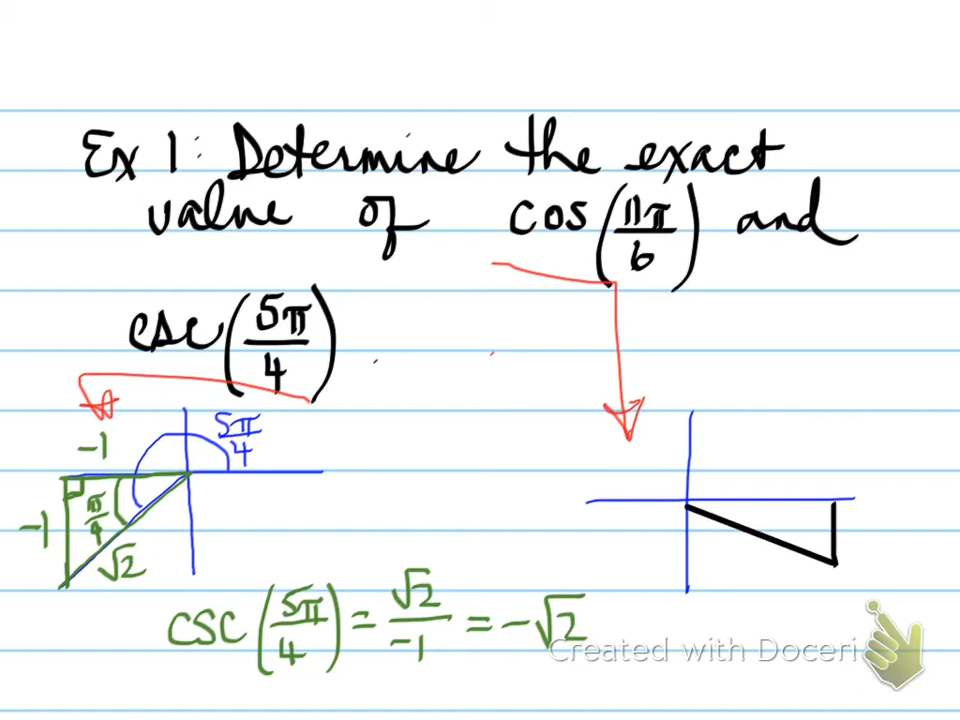 Ex 1: Determine the exact
value of cos(11π/6) and
csc(5π/4)
5π/4
-1
-1
π/4
√2
csc(5π/4) = √2/-1 = -√2
Created with Doceri